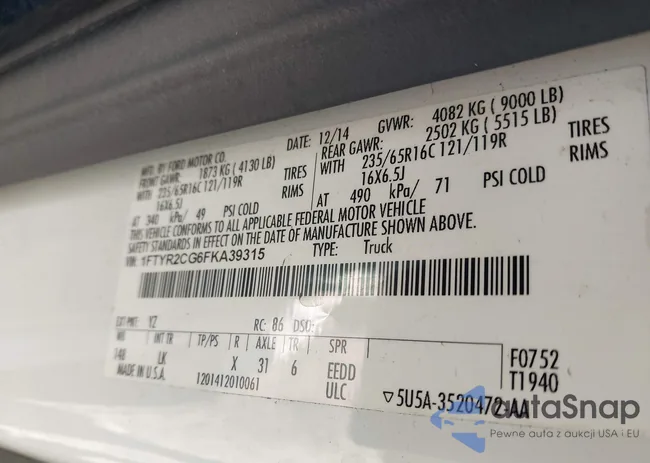 MFD. BY FORD MOTOR CO.
DATE: 12/14 GVWR: 4082 KG ( 9000 LB)
FRONT GAWR: 1873 KG ( 4130 LB) REAR GAWR: 2502 KG ( 5515 LB)
WITH 235/65R16C 121/119R TIRES WITH 235/65R16C 121/119R TIRES
16X6.5J RIMS 16X6.5J RIMS
AT 340 kPa/ 49 PSI COLD AT 490 kPa/ 71 PSI COLD
THIS VEHICLE CONFORMS TO ALL APPLICABLE FEDERAL MOTOR VEHICLE
SAFETY STANDARDS IN EFFECT ON THE DATE OF MANUFACTURE SHOWN ABOVE.
VIN: 1FTYR2CG6FKA39315 TYPE: Truck
EXT PNT: YZ RC: 86 DSO:
WB INT TR TP/PS R AXLE TR SPR
148 LK X 31 6 EEDD
MADE IN U.S.A. 1201412010061 ULC
F0752
T1940
▽5U5A-3520472-AA
autoSnap
Pewne auta z aukcji USA i EU